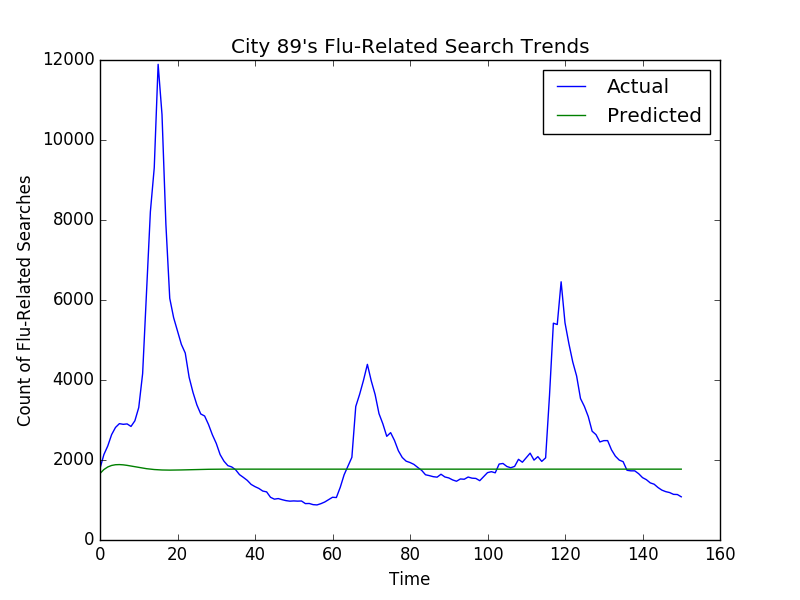 City 89's Flu-Related Search Trends
Actual
Predicted
12000
10000
8000
6000
4000
2000
0
Count of Flu-Related Searches
0 20 40 60 80 100 120 140 160
Time